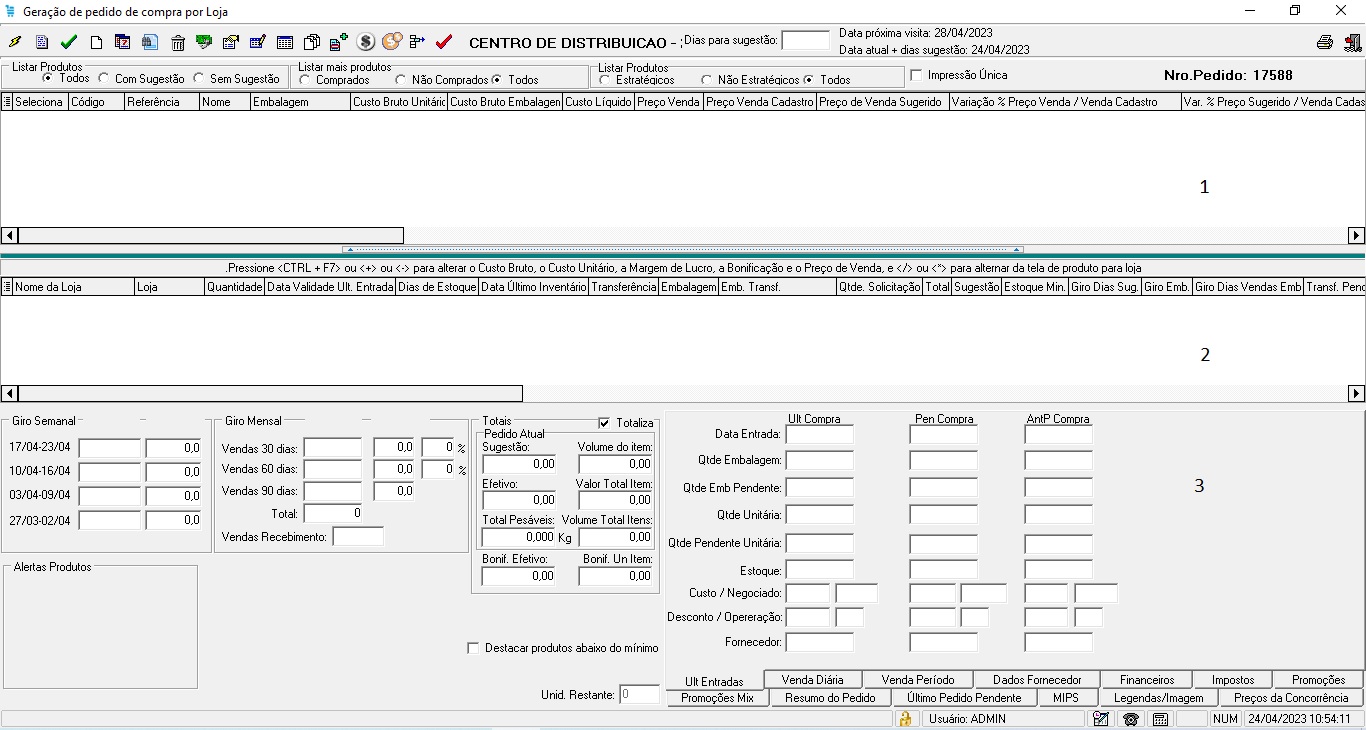 Geração de pedido de compra por Loja
CENTRO DE DISTRIBUICAO - ; Dias para sugestão: Data próxima visita: 28/04/2023
Data atual + dias sugestão: 24/04/2023
Listar Produtos Listar mais produtos Listar Produtos
Todos Com Sugestão Sem Sugestão Comprados Não Comprados Todos Estratégicos Não Estratégicos Todos Impressão Única Nro.Pedido: 17588
Seleciona Código Referência Nome Embalagem Custo Bruto Unitário Custo Bruto Embalagen Custo Líquido Preço Venda Preço Venda Cadastro Preço de Venda Sugerido Variação % Preço Venda / Venda Cadastro Var. % Preço Sugerido / Venda Cadas
1
.Pressione <CTRL + F7> ou <+> ou <-> para alterar o Custo Bruto, o Custo Unitário, a Margem de Lucro, a Bonificação e o Preço de Venda, e </> ou <*> para alternar da tela de produto para loja
Nome da Loja Loja Quantidade Data Validade Ult. Entrada Dias de Estoque Data Último Inventário Transferência Embalagem Emb. Transf. Qtde. Solicitação Total Sugestão Estoque Min. Giro Dias Sug. Giro Emb. Giro Dias Vendas Emb Transf. Pend
2
Giro Semanal
17/04-23/04 0,0
10/04-16/04 0,0
03/04-09/04 0,0
27/03-02/04 0,0
Giro Mensal
Vendas 30 dias: 0,0 0 %
Vendas 60 dias: 0,0 0 %
Vendas 90 dias: 0,0
Total: 0
Vendas Recebimento:
Totais Totaliza
Pedido Atual
Sugestão: Volume do item:
0,00 0,00
Efetivo: Valor Total Item:
0,00 0,00
Total Pesáveis: Volume Total Itens:
0,000 Kg 0,00
Bonif. Efetivo: Bonif. Un Item:
0,00 0,00
Ult Compra Pen Compra AntP Compra
Data Entrada:
Qtde Embalagem:
Qtde Emb Pendente:
3
Qtde Unitária:
Qtde Pendente Unitária:
Estoque:
Custo / Negociado:
Desconto / Opereração:
Fornecedor:
Alertas Produtos
Destacar produtos abaixo do mínimo
Unid. Restante: 0
Ult Entradas Venda Diária Venda Período Dados Fornecedor Financeiros Impostos Promoções
Promoções Mix Resumo do Pedido Último Pedido Pendente MIPS Legendas/Imagem Preços da Concorrência
Usuário: ADMIN NUM 24/04/2023 10:54:11